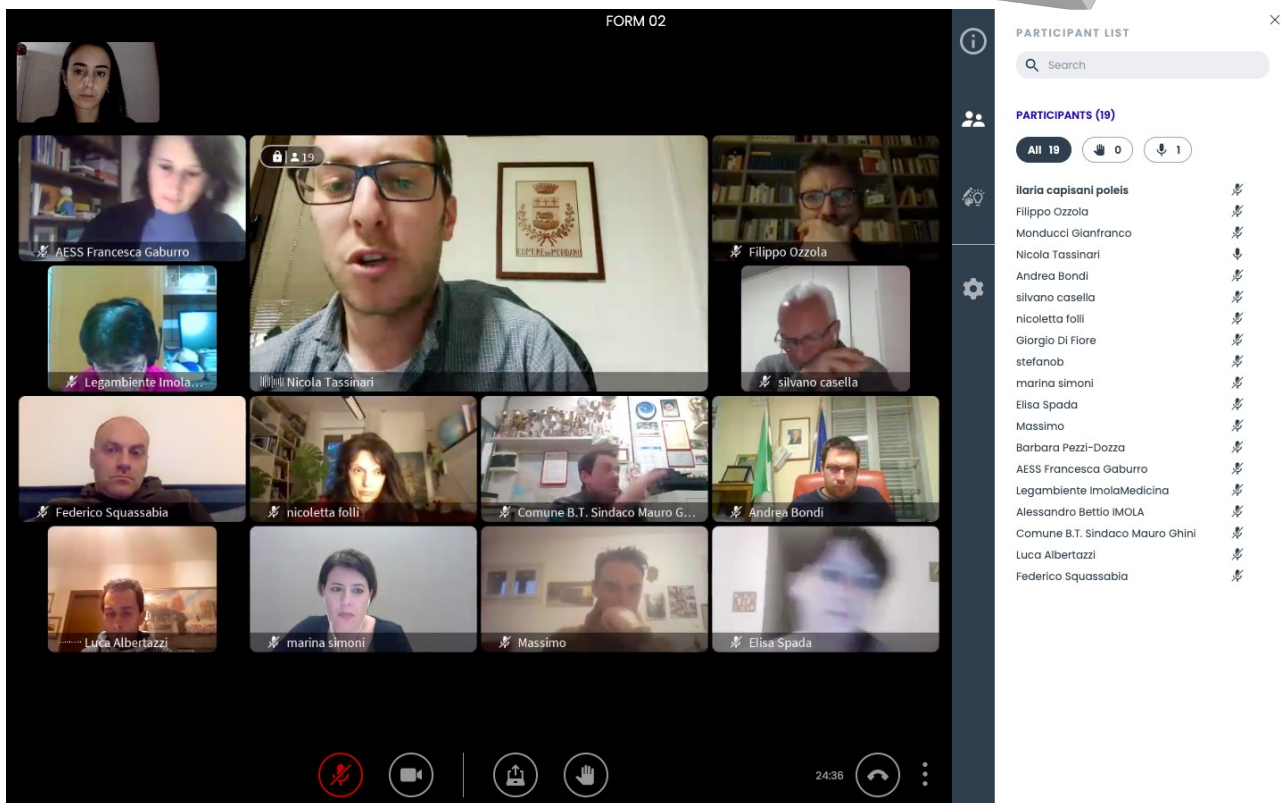 FORM 02
19
AESS Francesca Gaburro
COMUNE DI MORDANO
Filippo Ozzola
Legambiente Imola...
Nicola Tassinari
silvano casella
Federico Squassabia
nicoletta folli
Comune B.T. Sindaco Mauro G...
Andrea Bondi
Luca Albertazzi
marina simoni
Massimo
Elisa Spada
24:36
PARTICIPANT LIST
Search
PARTICIPANTS (19)
All 19 0 1
ilaria capisani poleis
Filippo Ozzola
Monducci Gianfranco
Nicola Tassinari
Andrea Bondi
silvano casella
nicoletta folli
Giorgio Di Fiore
stefanob
marina simoni
Elisa Spada
Massimo
Barbara Pezzi-Dozza
AESS Francesca Gaburro
Legambiente ImolaMedicina
Alessandro Bettio IMOLA
Comune B.T. Sindaco Mauro Ghini
Luca Albertazzi
Federico Squassabia